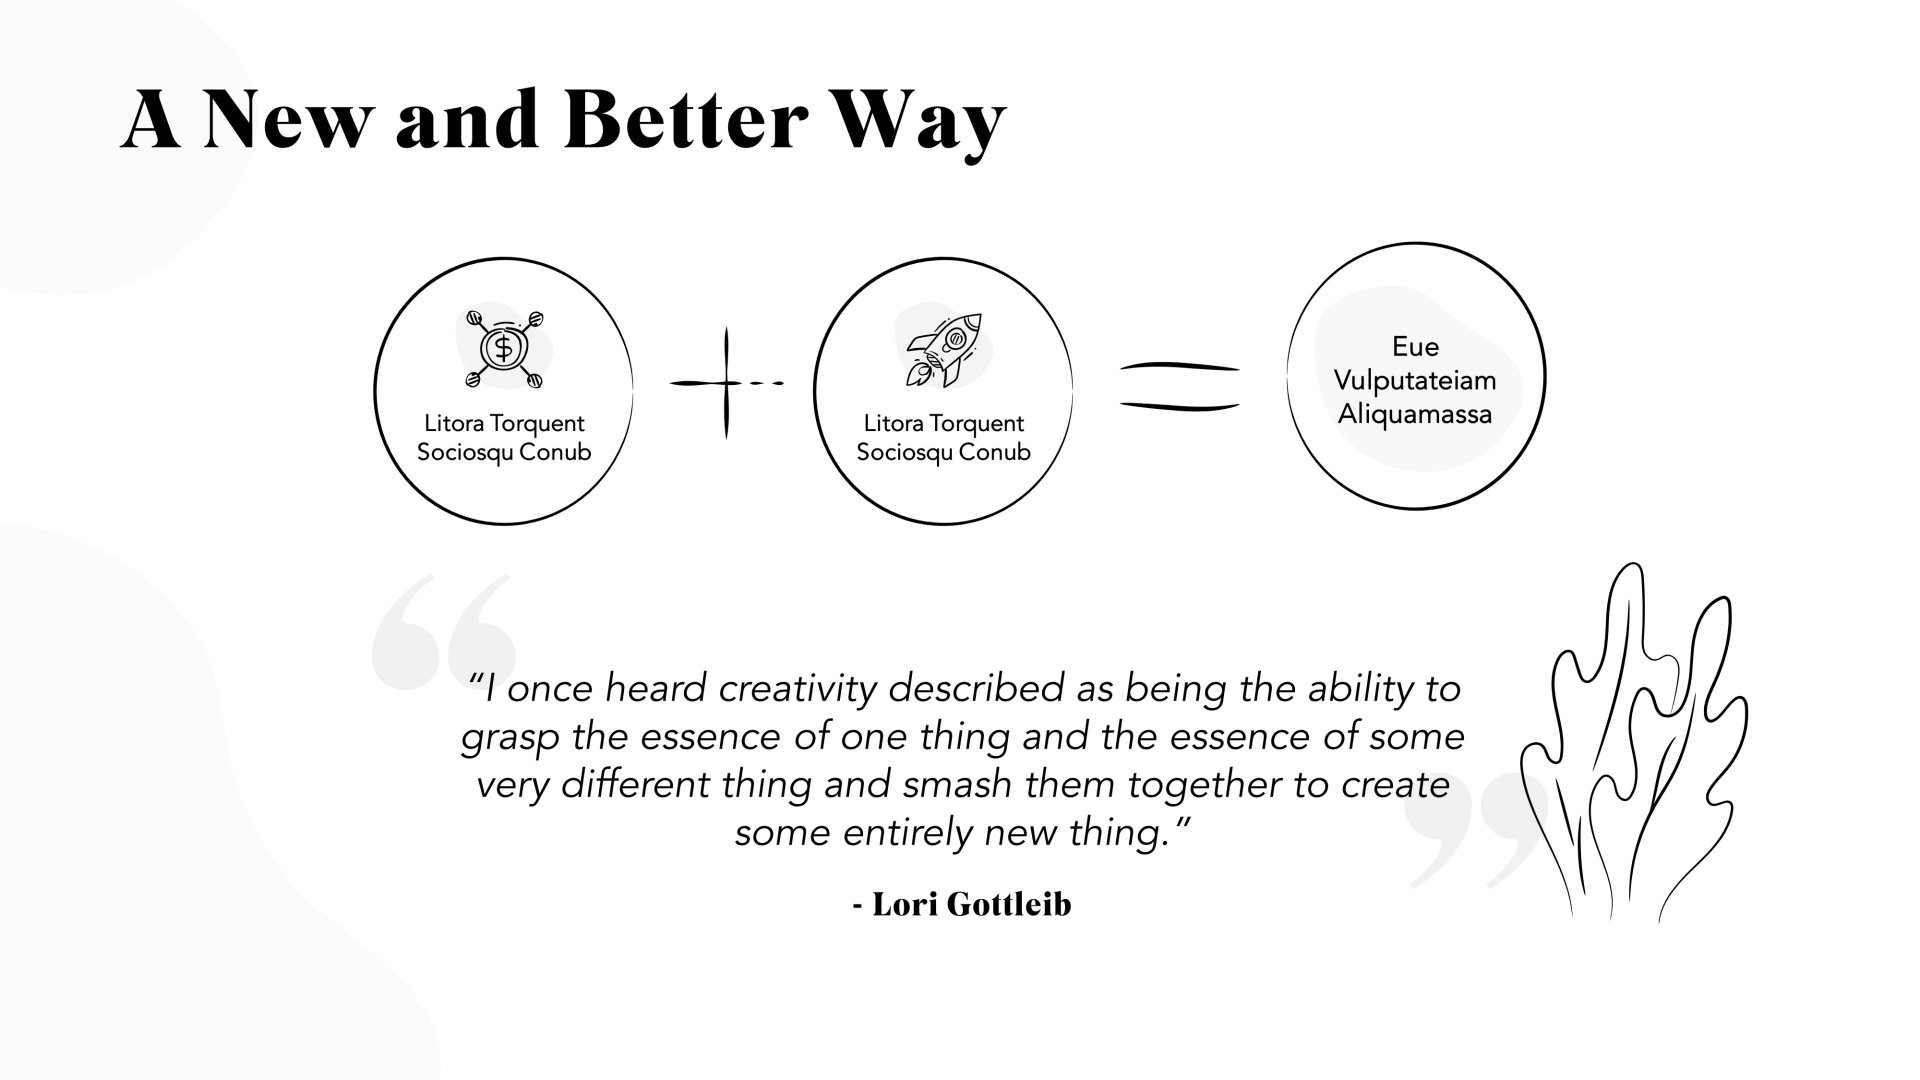 A New and Better Way
Litora Torquent
Sociosqu Conub
Litora Torquent
Sociosqu Conub
Eue
Vulputateiam
Aliquamassa
“I once heard creativity described as being the ability to
grasp the essence of one thing and the essence of some
very different thing and smash them together to create
some entirely new thing.”
- Lori Gottleib